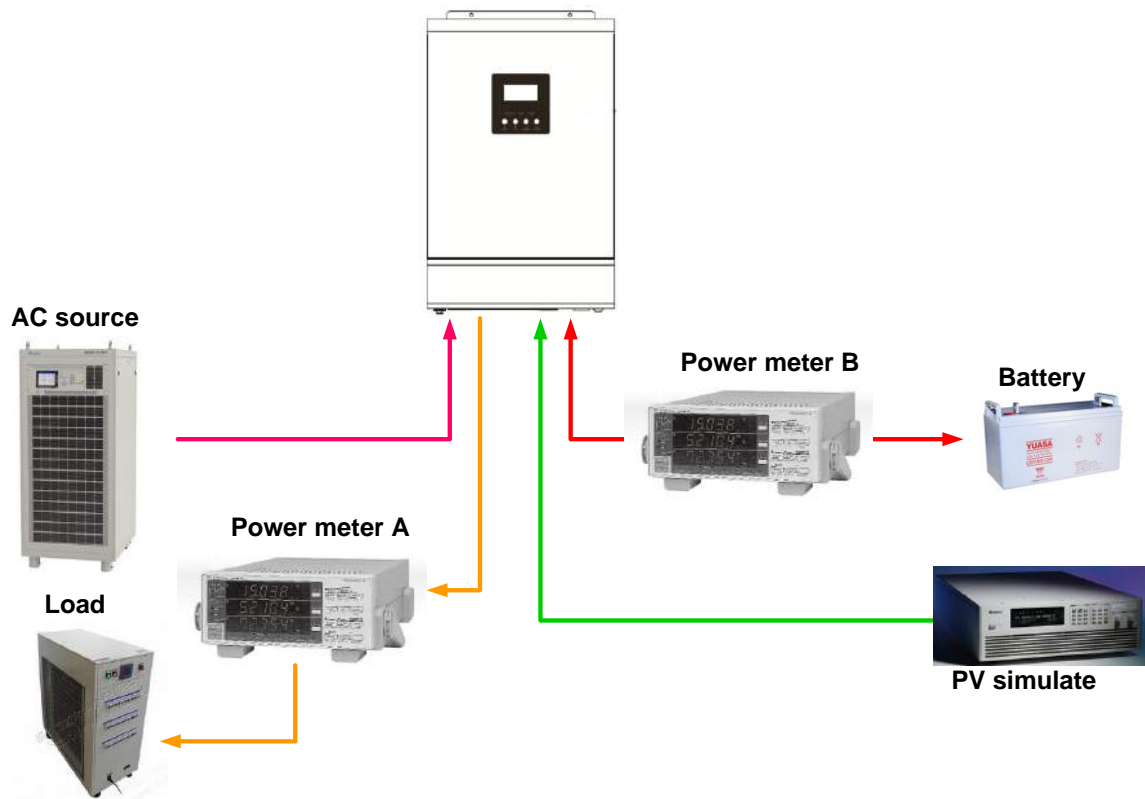 AC source
Power meter B
Battery
YUASA
Power meter A
Load
PV simulate